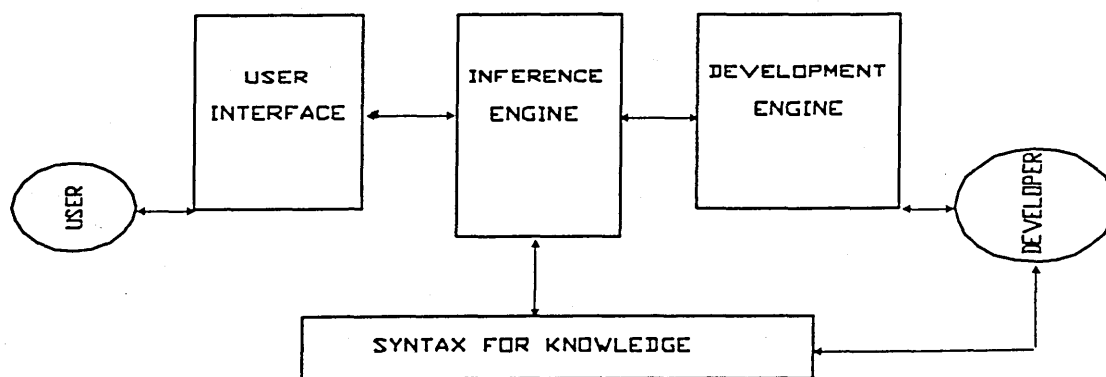 USER
INTERFACE
INFERENCE
ENGINE
DEVELOPMENT
ENGINE
USER
DEVELOPER
SYNTAX FOR KNOWLEDGE